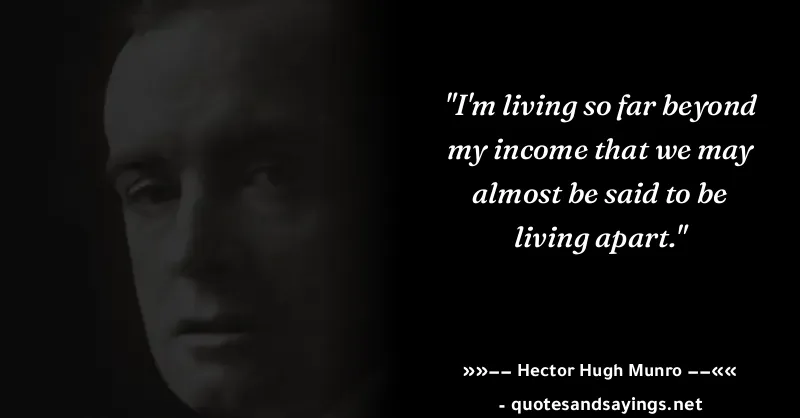 "I'm living so far beyond
my income that we may
almost be said to be
living apart."
»»−− Hector Hugh Munro −−««
- quotesandsayings.net